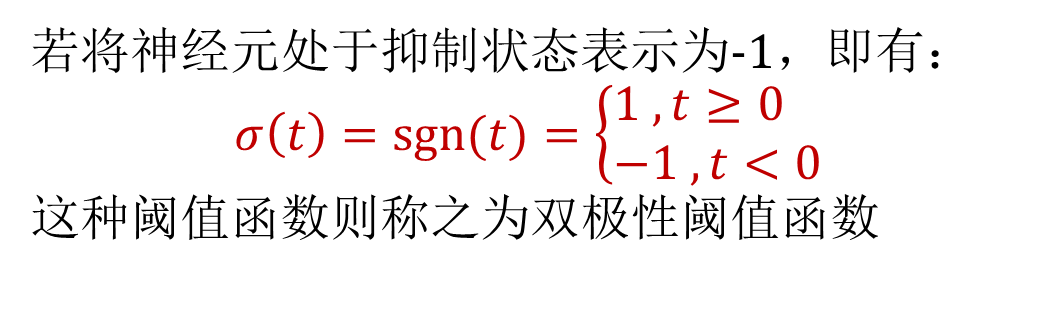 若将神经元处于抑制状态表示为-1，即有：
σ(t) = sgn(t) = {1 , t ≥ 0
−1 , t < 0
这种阈值函数则称之为双极性阈值函数